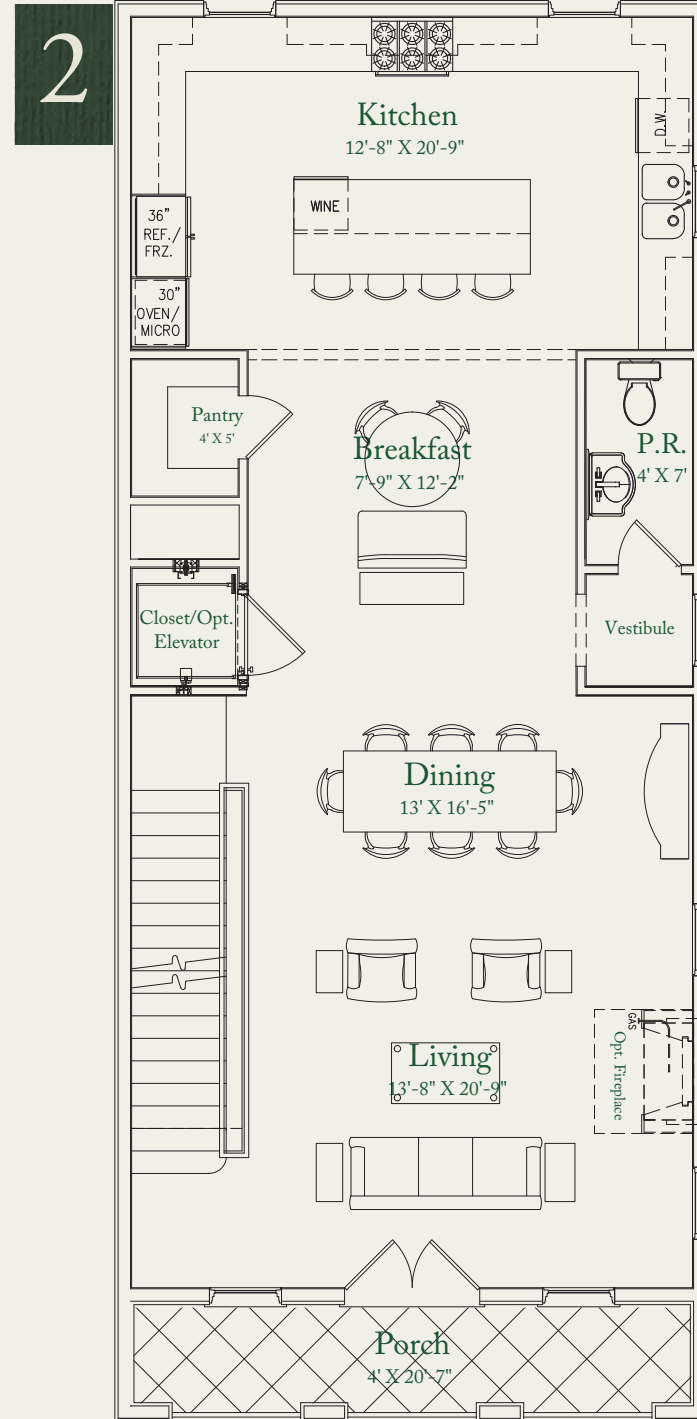 2
Kitchen
12'-8" X 20'-9"
D.W.
WINE
36"
REF./
FRZ.
30"
OVEN/
MICRO
Pantry
4' X 5'
Breakfast
7'-9" X 12'-2"
P.R.
4' X 7'
Closet/Opt.
Elevator
Vestibule
Dining
13' X 16'-5"
GAS
Opt. Fireplace
Living
13'-8" X 20'-9"
Porch
4' X 20'-7"